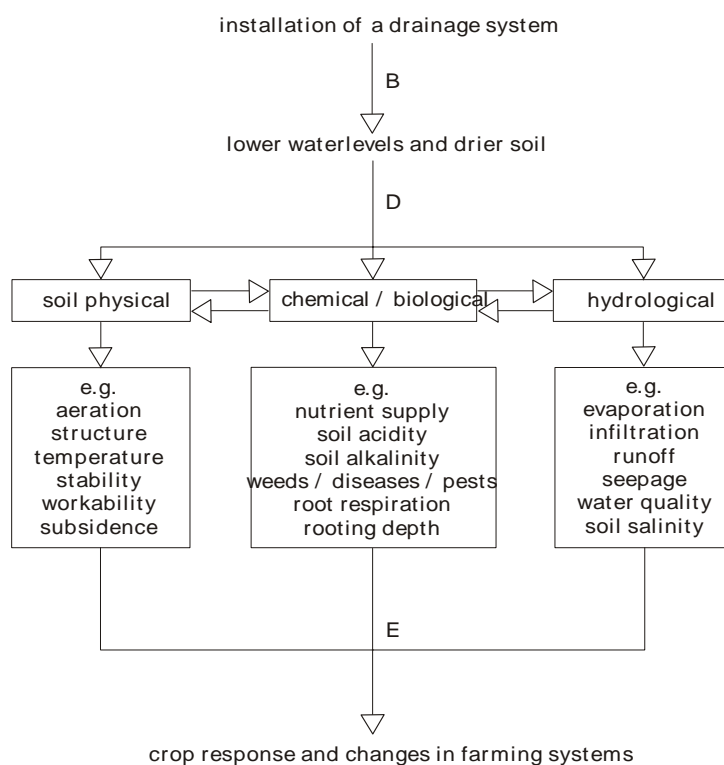 installation of a drainage system
B
lower waterlevels and drier soil
D
soil physical
chemical / biological
hydrological
e.g.
aeration
structure
temperature
stability
workability
subsidence
e.g.
nutrient supply
soil acidity
soil alkalinity
weeds / diseases / pests
root respiration
rooting depth
e.g.
evaporation
infiltration
runoff
seepage
water quality
soil salinity
E
crop response and changes in farming systems